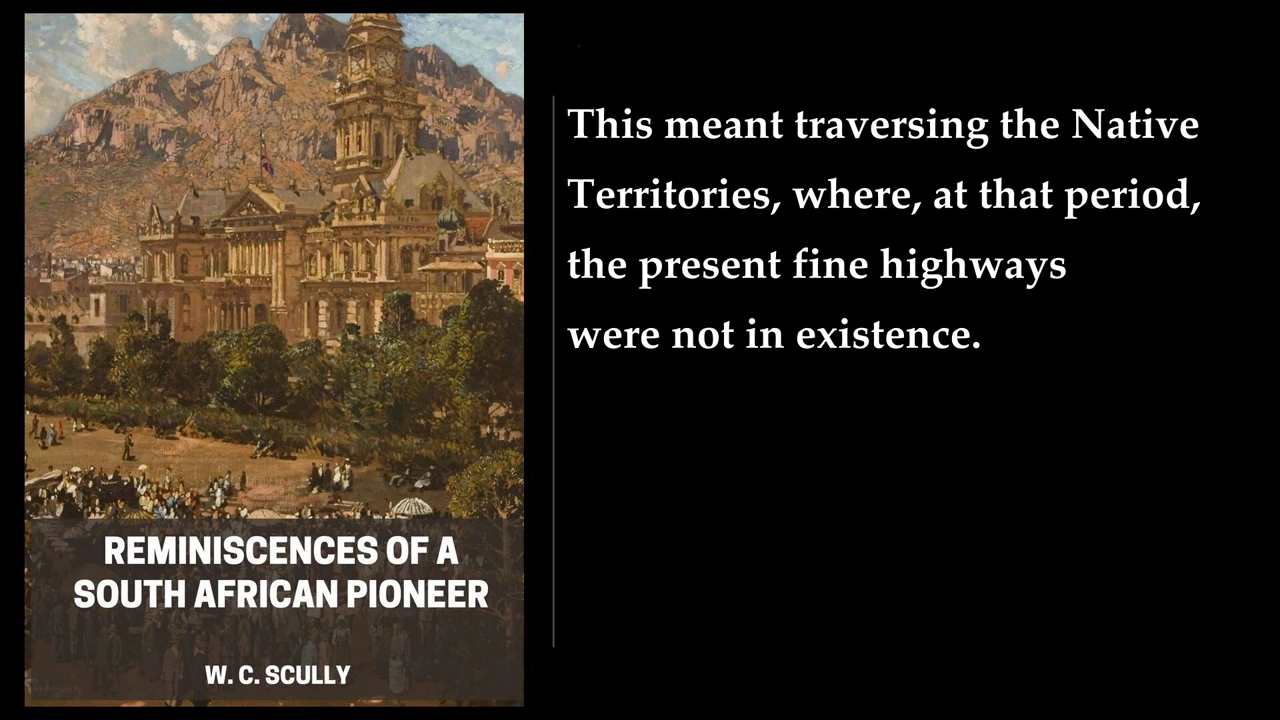 This meant traversing the Native
Territories, where, at that period,
the present fine highways
were not in existence.
REMINISCENCES OF A
SOUTH AFRICAN PIONEER
W. C. SCULLY